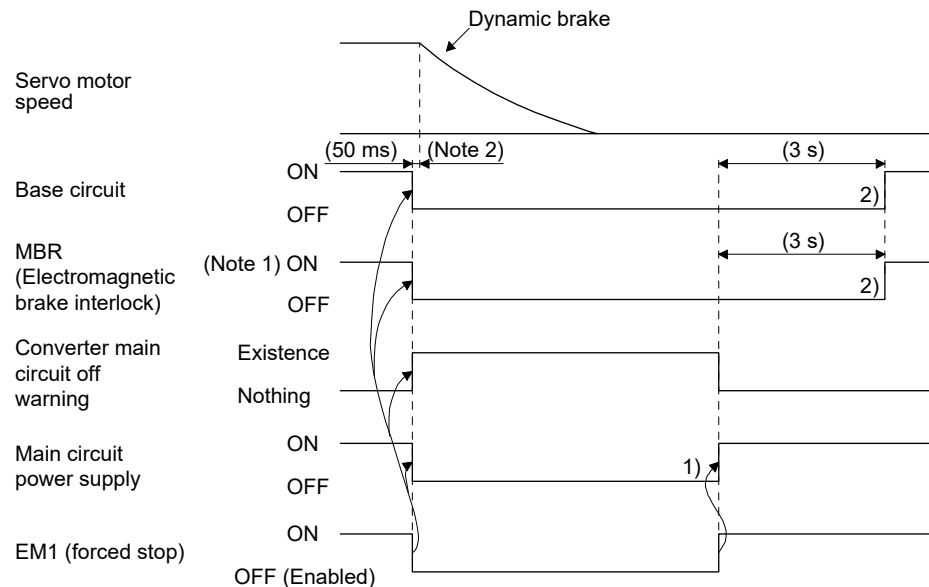 Dynamic brake
Servo motor
speed
(50 ms)
(Note 2)
(3 s)
Base circuit
ON
OFF
2)
MBR
(Electromagnetic
brake interlock)
(Note 1) ON
OFF
(3 s)
2)
Converter main
circuit off
warning
Existence
Nothing
Main circuit
power supply
ON
OFF
1)
EM1 (forced stop)
ON
OFF (Enabled)